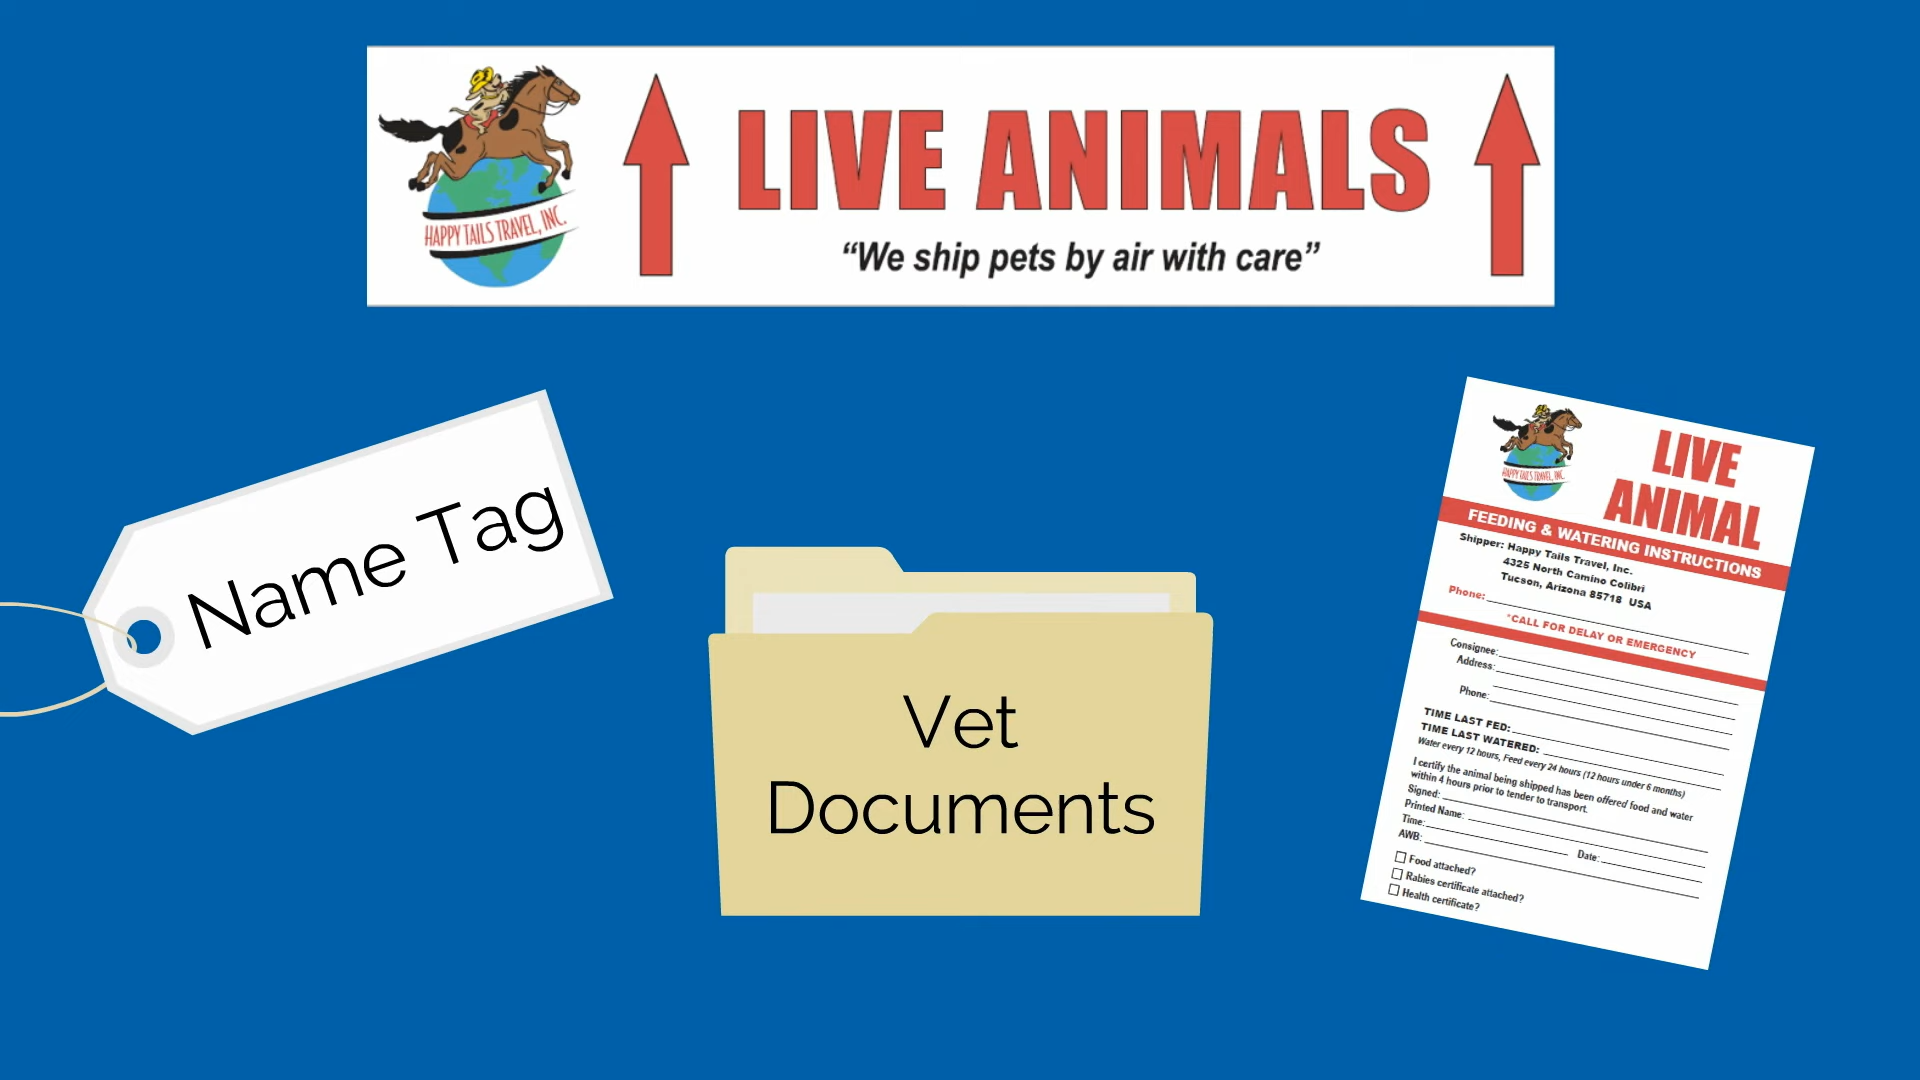 HAPPY TAILS TRAVEL, INC.
LIVE ANIMALS
“We ship pets by air with care”
Name Tag
Vet
Documents
HAPPY TAILS TRAVEL, INC.
LIVE
ANIMAL
FEEDING & WATERING INSTRUCTIONS
Shipper: Happy Tails Travel, Inc.
4325 North Camino Colibri
Tucson, Arizona 85718 USA
Phone:
*CALL FOR DELAY OR EMERGENCY
Consignee:
Address:
Phone:
TIME LAST FED:
TIME LAST WATERED:
Water every 12 hours, Feed every 24 hours (12 hours under 6 months)
I certify the animal being shipped has been offered food and water
within 4 hours prior to tender to transport.
Signed:
Printed Name:
Time: Date:
AWB:
Food attached?
Rabies certificate attached?
Health certificate?